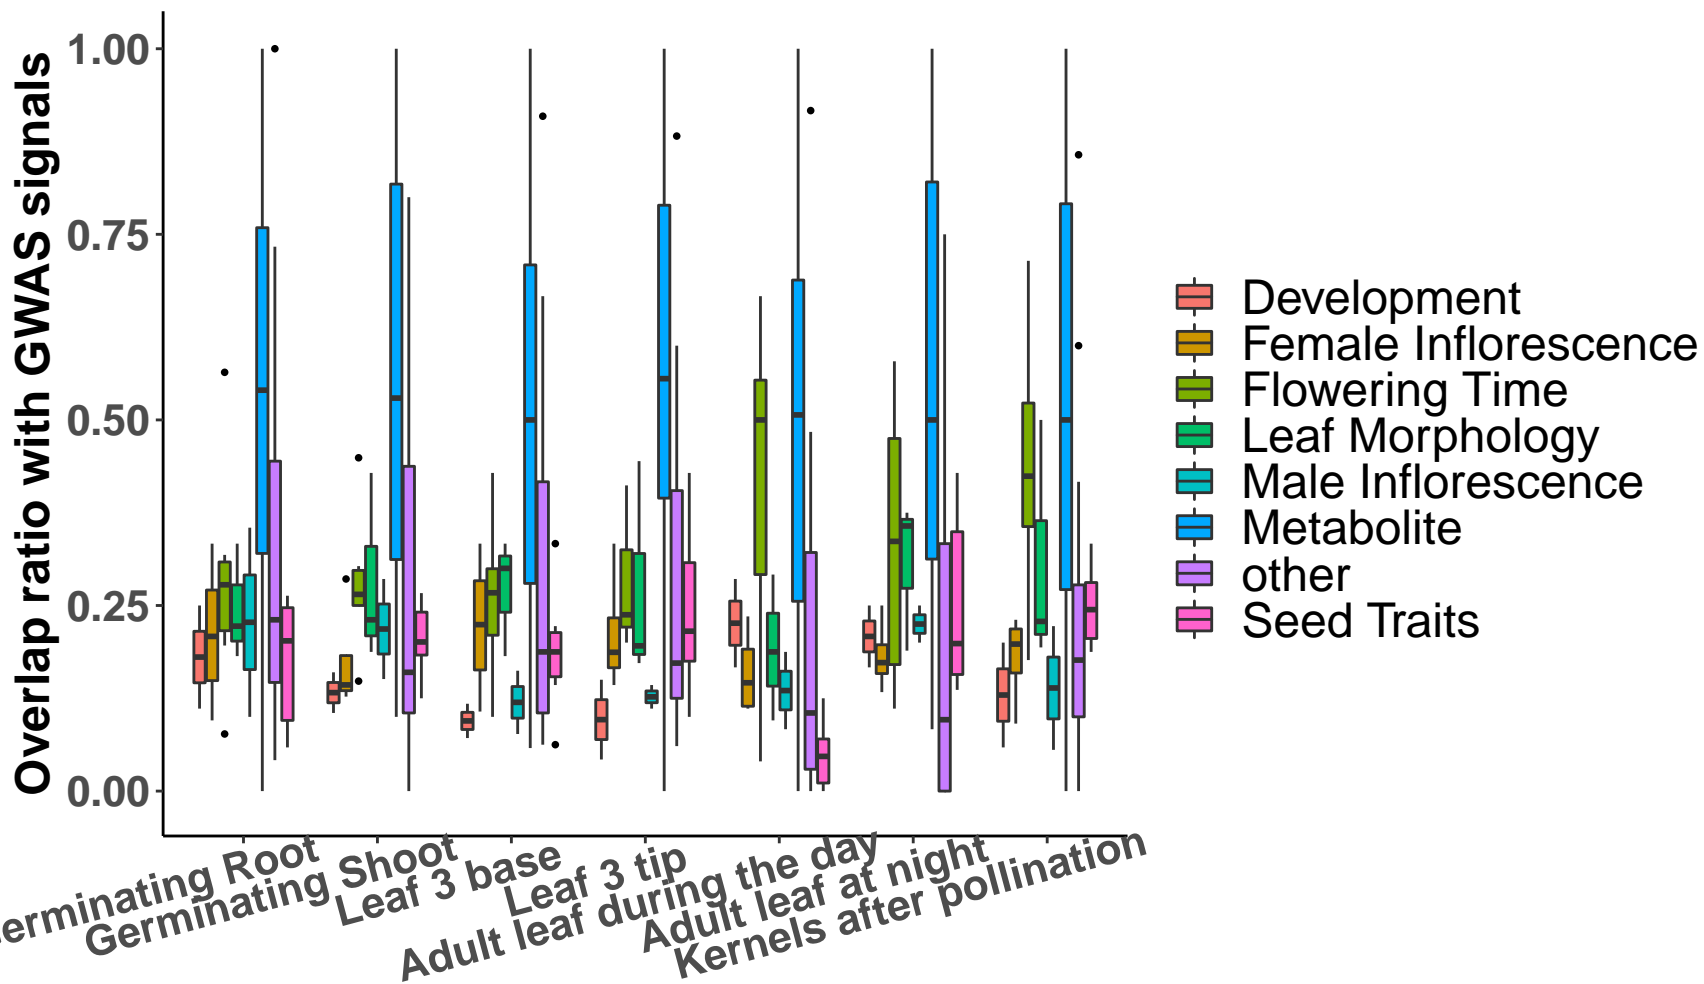 Overlap ratio with GWAS signals
1.00
0.75
0.50
0.25
0.00
erminating Root
Germinating Shoot
Leaf 3 base
Leaf 3 tip
Adult leaf during the day
Adult leaf at night
Kernels after pollination
Development
Female Inflorescence
Flowering Time
Leaf Morphology
Male Inflorescence
Metabolite
other
Seed Traits